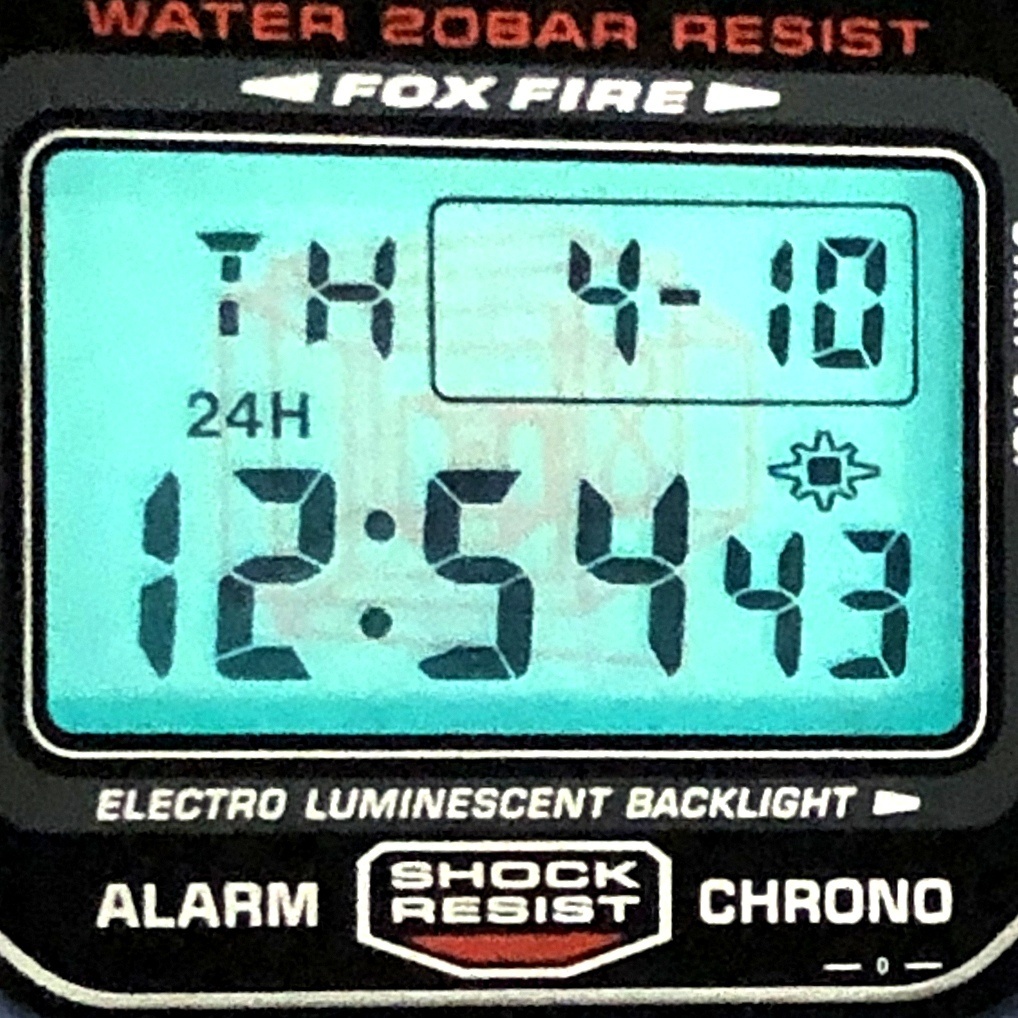 WATER 20BAR RESIST
FOX FIRE
TH 4-10
24H
12:54 43
ELECTRO LUMINESCENT BACKLIGHT
ALARM SHOCK RESIST CHRONO
0